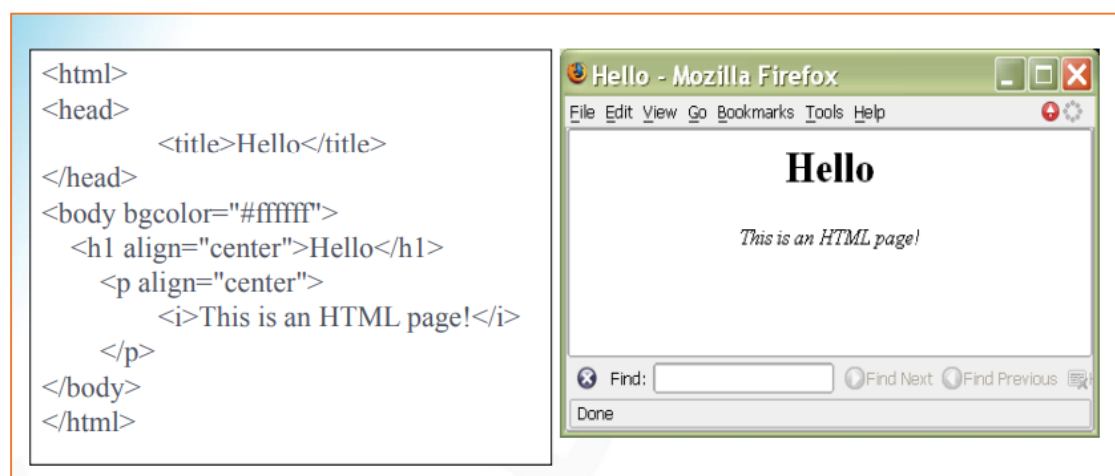 <html>
<head>
<title>Hello</title>
</head>
<body bgcolor="#ffffff">
<h1 align="center">Hello</h1>
<p align="center">
<i>This is an HTML page!</i>
</p>
</body>
</html>
Hello - Mozilla Firefox
File Edit View Go Bookmarks Tools Help
Hello
This is an HTML page!
Find:
Find Next Find Previous
Done